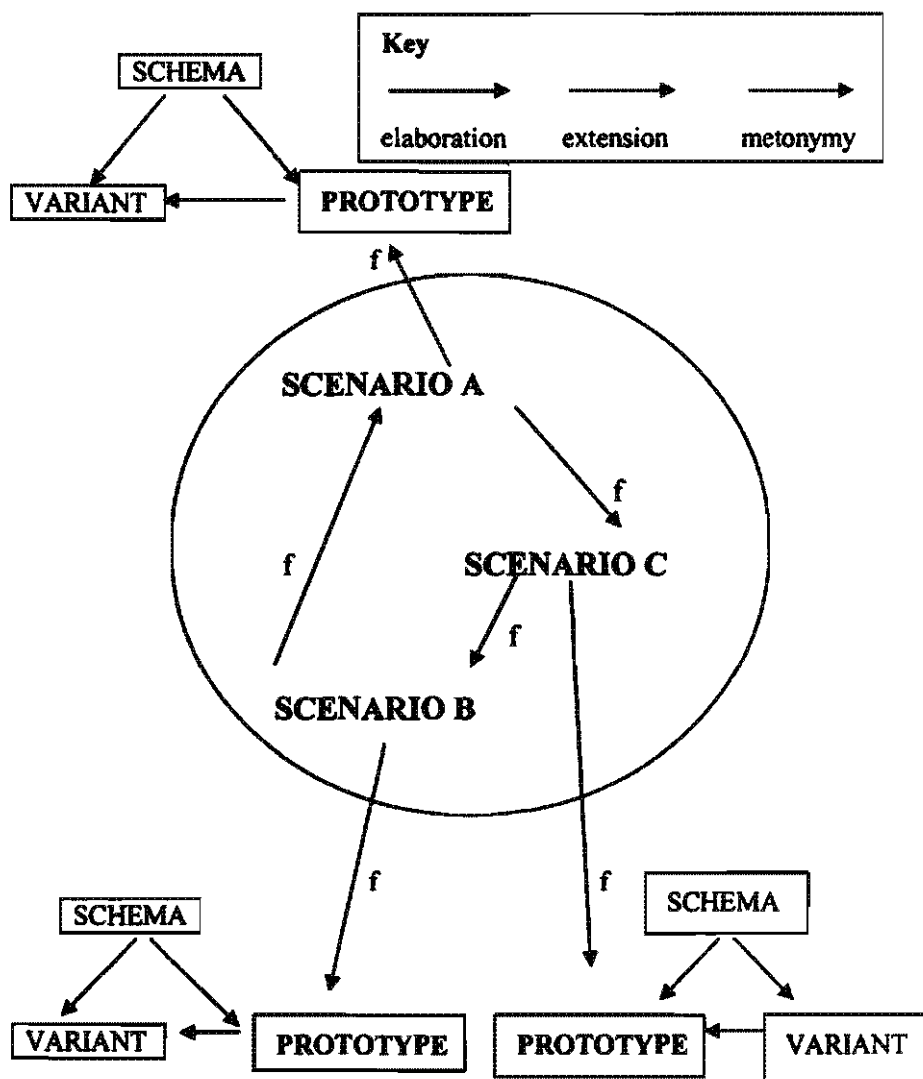 Key
SCHEMA
elaboration extension metonymy
VARIANT PROTOTYPE
f
SCENARIO A
f
f
SCENARIO C
f
SCENARIO B
f
f
SCHEMA
SCHEMA
VARIANT PROTOTYPE PROTOTYPE VARIANT